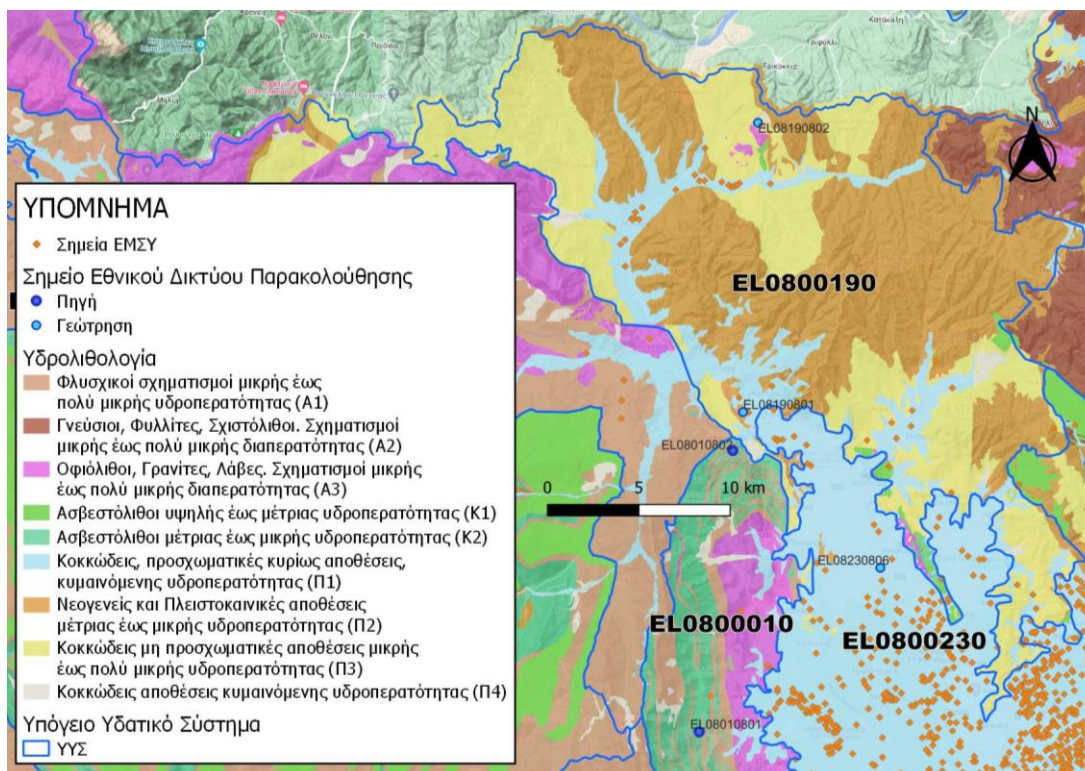 Τρικοκκιά
N
EL08190802
ΥΠΟΜΝΗΜΑ
Σημεία ΕΜΣΥ
Σημείο Εθνικού Δικτύου Παρακολούθησης
Πηγή
Γεώτρηση
Υδρολιθολογία
Φλυσχικοί σχηματισμοί μικρής έως
πολύ μικρής υδροπερατότητας (Α1)
Γνεύσιοι, Φυλλίτες, Σχιστόλιθοι. Σχηματισμοί
μικρής έως πολύ μικρής διαπερατότητας (Α2)
Οφιόλιθοι, Γρανίτες, Λάβες. Σχηματισμοί μικρής
έως πολύ μικρής διαπερατότητας (Α3)
Ασβεστόλιθοι υψηλής έως μέτριας υδροπερατότητας (Κ1)
Ασβεστόλιθοι μέτριας έως μικρής υδροπερατότητας (Κ2)
Κοκκώδεις, προσχωματικές κυρίως αποθέσεις,
κυμαινόμενης υδροπερατότητας (Π1)
Νεογενείς και Πλειστοκαινικές αποθέσεις
μέτριας έως μικρής υδροπερατότητας (Π2)
Κοκκώδεις μη προσχωματικές αποθέσεις μικρής
έως πολύ μικρής υδροπερατότητας (Π3)
Κοκκώδεις αποθέσεις κυμαινόμενης υδροπερατότητας (Π4)
Υπόγειο Υδατικό Σύστημα
ΥΥΣ
EL0800190
EL08190801
EL08010802
0 5 10 km
EL08230806
EL0800010
EL0800230
EL08010801